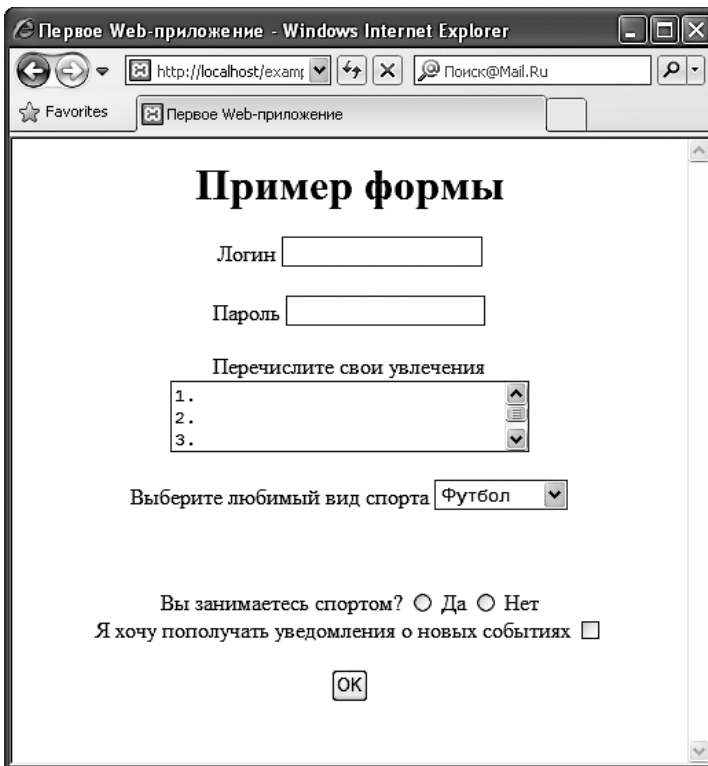 Первое Web-приложение - Windows Internet Explorer
http://localhost/examp
Поиск@Mail.Ru
Favorites
Первое Web-приложение
Пример формы
Логин
Пароль
Перечислите свои увлечения
1.
2.
3.
Выберите любимый вид спорта Футбол
Вы занимаетесь спортом? Да Нет
Я хочу пополучать уведомления о новых событиях
OK